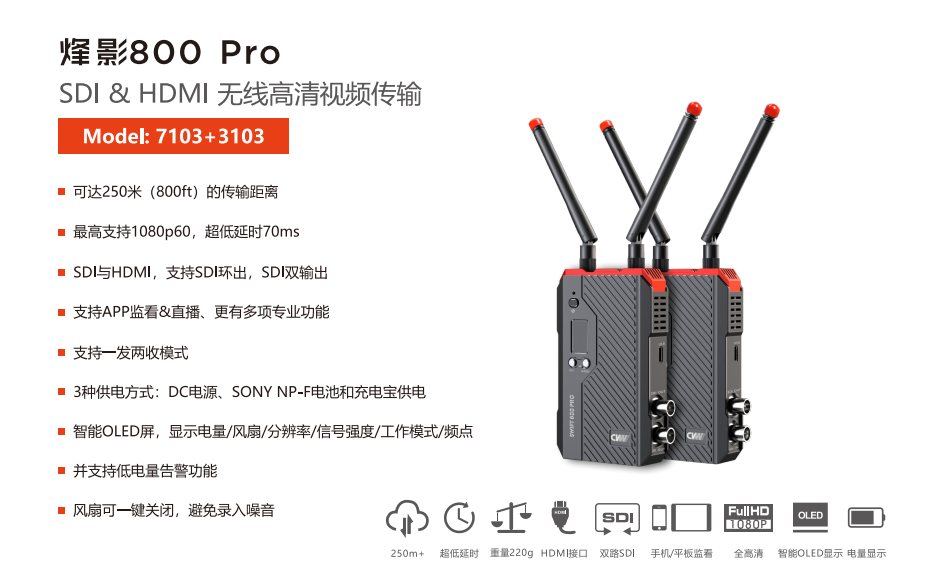 烽影800 Pro
SDI & HDMI 无线高清视频传输
Model: 7103+3103
可达250米（800ft）的传输距离
最高支持1080p60，超低延时70ms
SDI与HDMI，支持SDI环出，SDI双输出
支持APP监看&直播、更有多项专业功能
支持一发两收模式
3种供电方式：DC电源、SONY NP-F电池和充电宝供电
智能OLED屏，显示电量/风扇/分辨率/信号强度/工作模式/频点
并支持低电量告警功能
风扇可一键关闭，避免录入噪音
SWIFT 800 PRO
CVW
CVW
HDMI
SDI
FullHD
1080P
OLED
250m+
超低延时
重量220g
HDMI接口
双路SDI
手机/平板监看
全高清
智能OLED显示
电量显示